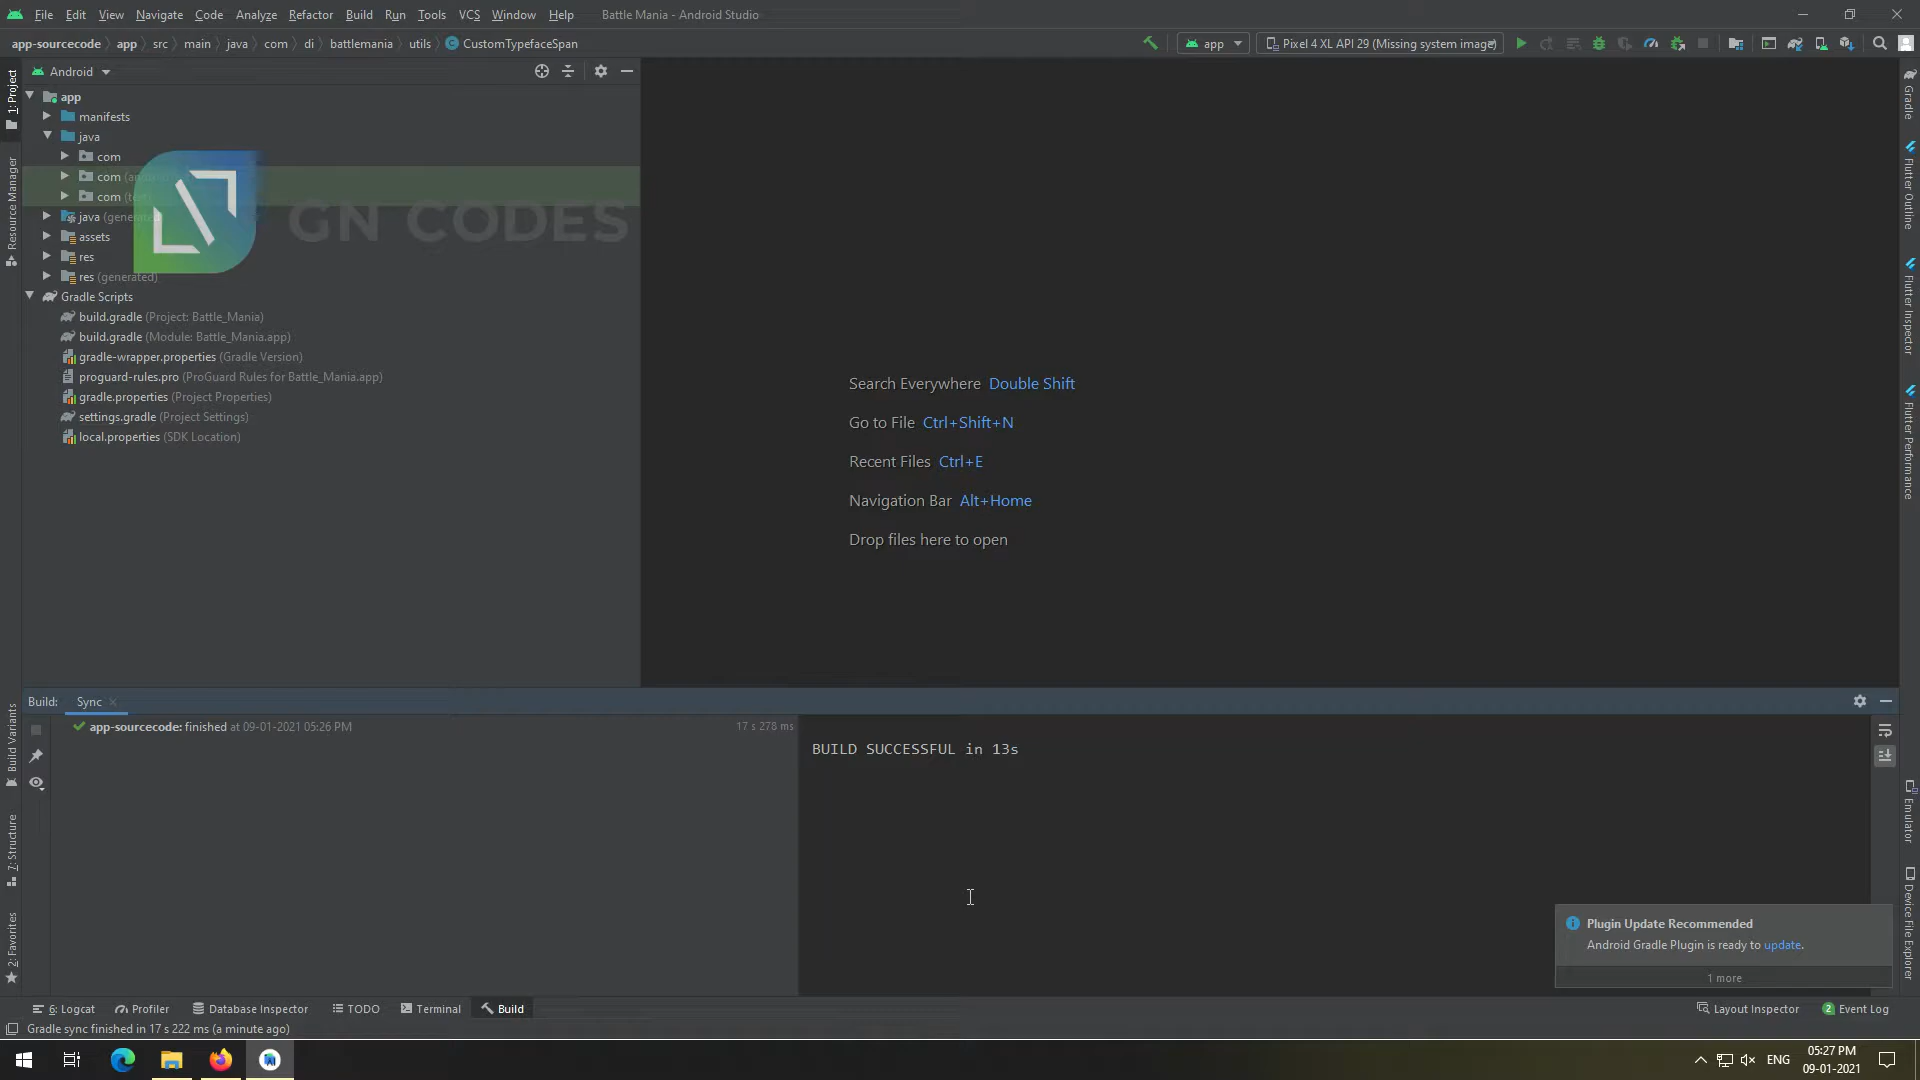 File Edit View Navigate Code Analyze Refactor Build Run Tools VCS Window Help Battle Mania - Android Studio
app-sourcecode app src main java com di battlemania utils CustomTypefaceSpan app Pixel 4 XL API 29 (Missing system image)
1: Project
Resource Manager
Build Variants
7: Structure
2: Favorites
Android
app
manifests
java
com
com
com
java
assets
res
res (generated)
GN CODES
Gradle Scripts
build.gradle (Project: Battle_Mania)
build.gradle (Module: Battle_Mania.app)
gradle-wrapper.properties (Gradle Version)
proguard-rules.pro (ProGuard Rules for Battle_Mania.app)
gradle.properties (Project Properties)
settings.gradle (Project Settings)
local.properties (SDK Location)
Search Everywhere Double Shift
Go to File Ctrl+Shift+N
Recent Files Ctrl+E
Navigation Bar Alt+Home
Drop files here to open
Gradle
Flutter Outline
Flutter Inspector
Flutter Performance
Emulator
Device File Explorer
Build: Sync
app-sourcecode: finished at 09-01-2021 05:26 PM 17 s 278 ms
BUILD SUCCESSFUL in 13s
Plugin Update Recommended
Android Gradle Plugin is ready to update.
1 more
6: Logcat Profiler Database Inspector TODO Terminal Build Layout Inspector 2 Event Log
Gradle sync finished in 17 s 222 ms (a minute ago)
ENG
05:27 PM
09-01-2021